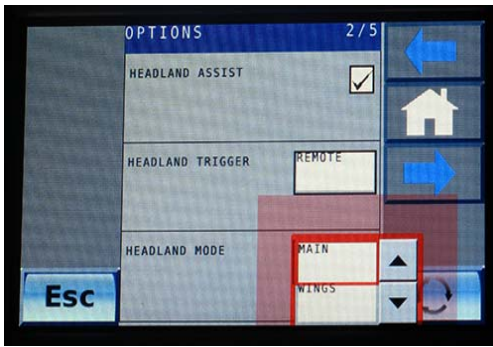 OPTIONS 2/5
HEADLAND ASSIST
HEADLAND TRIGGER REMOTE
HEADLAND MODE MAIN
WINGS
Esc